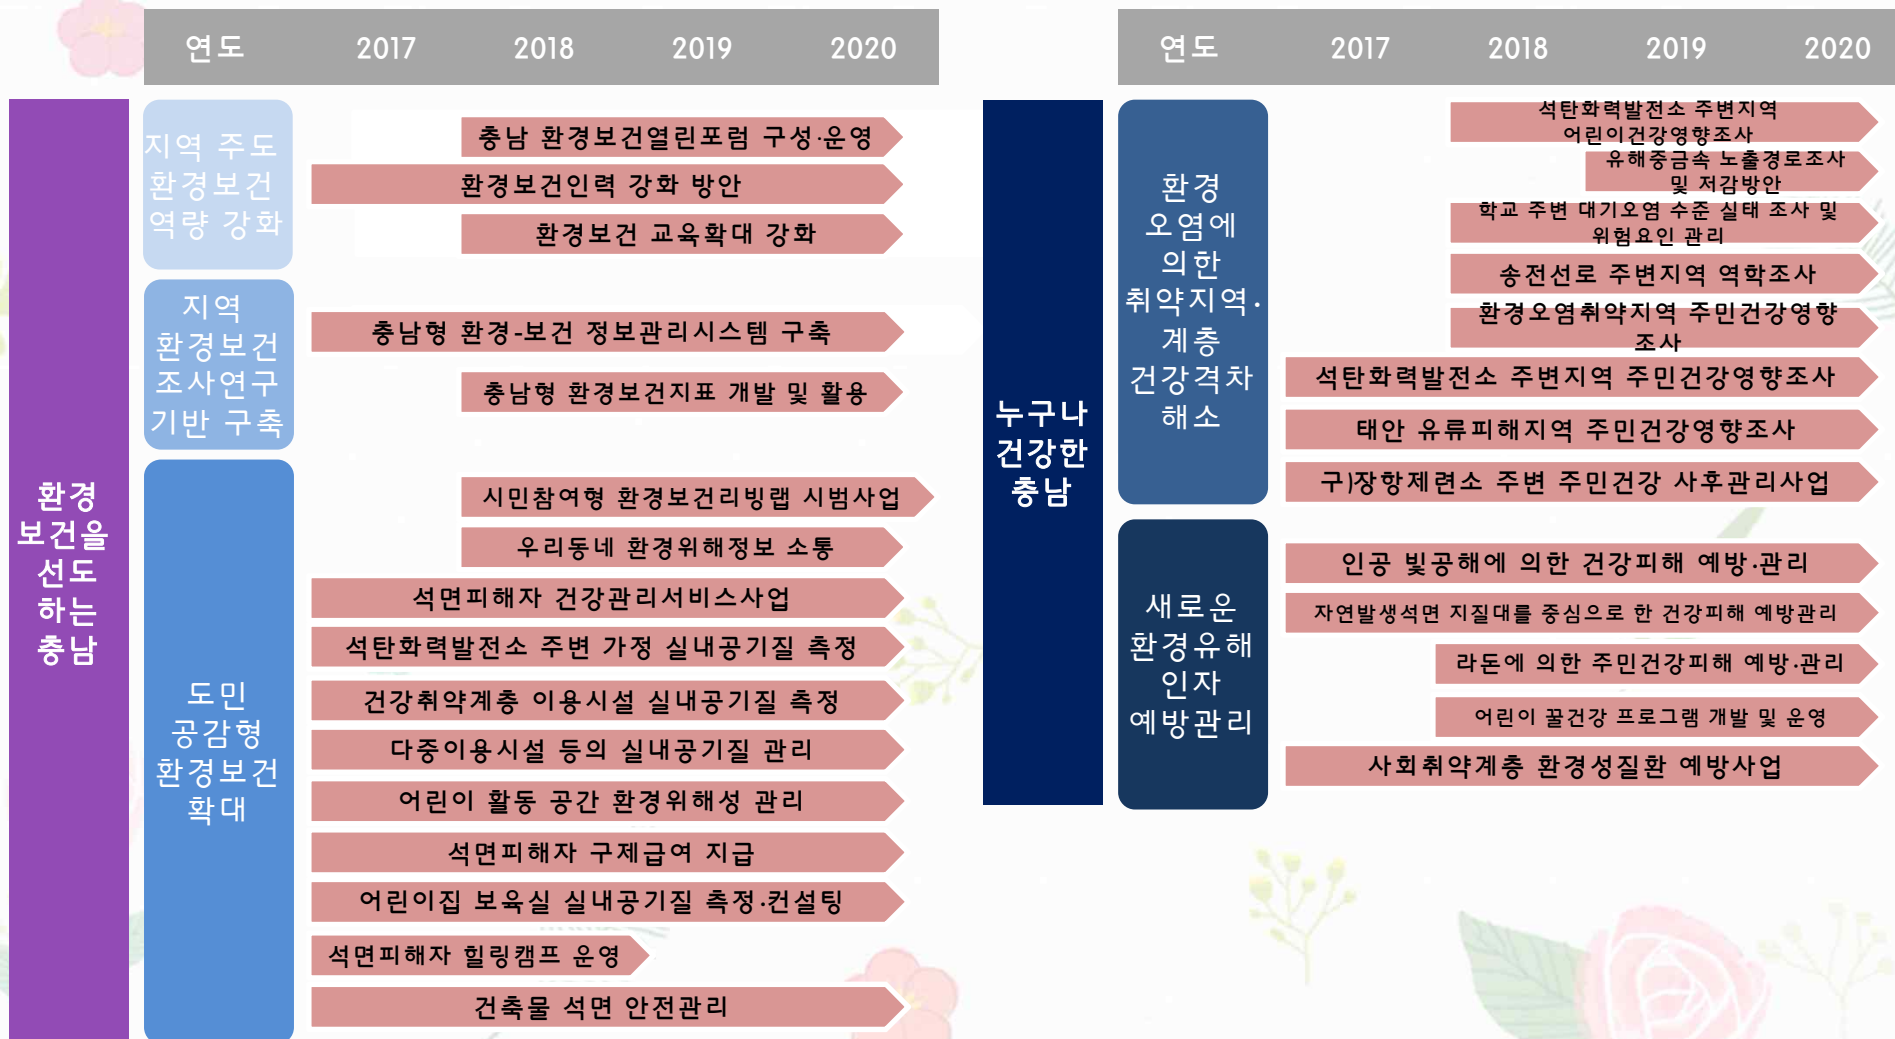 연도 2017 2018 2019 2020
환경
보건을
선도
하는
충남
지역 주도
환경보건
역량 강화
충남 환경보건열린포럼 구성·운영
환경보건인력 강화 방안
환경보건 교육확대 강화
지역
환경보건
조사연구
기반 구축
충남형 환경-보건 정보관리시스템 구축
충남형 환경보건지표 개발 및 활용
도민
공감형
환경보건
확대
시민참여형 환경보건리빙랩 시범사업
우리동네 환경위해정보 소통
석면피해자 건강관리서비스사업
석탄화력발전소 주변 가정 실내공기질 측정
건강취약계층 이용시설 실내공기질 측정
다중이용시설 등의 실내공기질 관리
어린이 활동 공간 환경위해성 관리
석면피해자 구제급여 지급
어린이집 보육실 실내공기질 측정·컨설팅
석면피해자 힐링캠프 운영
건축물 석면 안전관리
연도 2017 2018 2019 2020
누구나
건강한
충남
환경
오염에
의한
취약지역·
계층
건강격차
해소
석탄화력발전소 주변지역
어린이건강영향조사
유해중금속 노출경로조사
및 저감방안
학교 주변 대기오염 수준 실태 조사 및
위험요인 관리
송전선로 주변지역 역학조사
환경오염취약지역 주민건강영향
조사
석탄화력발전소 주변지역 주민건강영향조사
태안 유류피해지역 주민건강영향조사
구)장항제련소 주변 주민건강 사후관리사업
새로운
환경유해
인자
예방관리
인공 빛공해에 의한 건강피해 예방·관리
자연발생석면 지질대를 중심으로 한 건강피해 예방관리
라돈에 의한 주민건강피해 예방·관리
어린이 꿀건강 프로그램 개발 및 운영
사회취약계층 환경성질환 예방사업